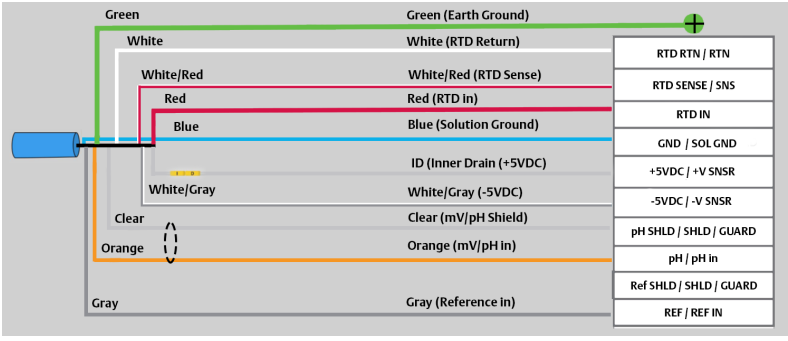 Green Green (Earth Ground)
White White (RTD Return)
RTD RTN / RTN
White/Red White/Red (RTD Sense)
RTD SENSE / SNS
Red Red (RTD in)
RTD IN
Blue Blue (Solution Ground)
GND / SOL GND
ID (Inner Drain (+5VDC)
+5VDC / +V SNSR
White/Gray White/Gray (-5VDC)
-5VDC / -V SNSR
Clear Clear (mV/pH Shield)
pH SHLD / SHLD / GUARD
Orange Orange (mV/pH in)
pH / pH in
Ref SHLD / SHLD / GUARD
Gray Gray (Reference in)
REF / REF IN